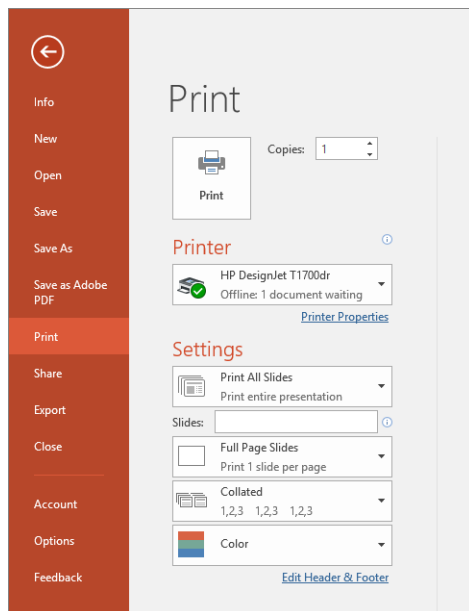 Info
New
Open
Save
Save As
Save as Adobe
PDF
Print
Share
Export
Close
Account
Options
Feedback
Print
Copies: 1
Print
Printer
HP DesignJet T1700dr
Offline: 1 document waiting
Printer Properties
Settings
Print All Slides
Print entire presentation
Slides:
Full Page Slides
Print 1 slide per page
Collated
1,2,3 1,2,3 1,2,3
Color
Edit Header & Footer